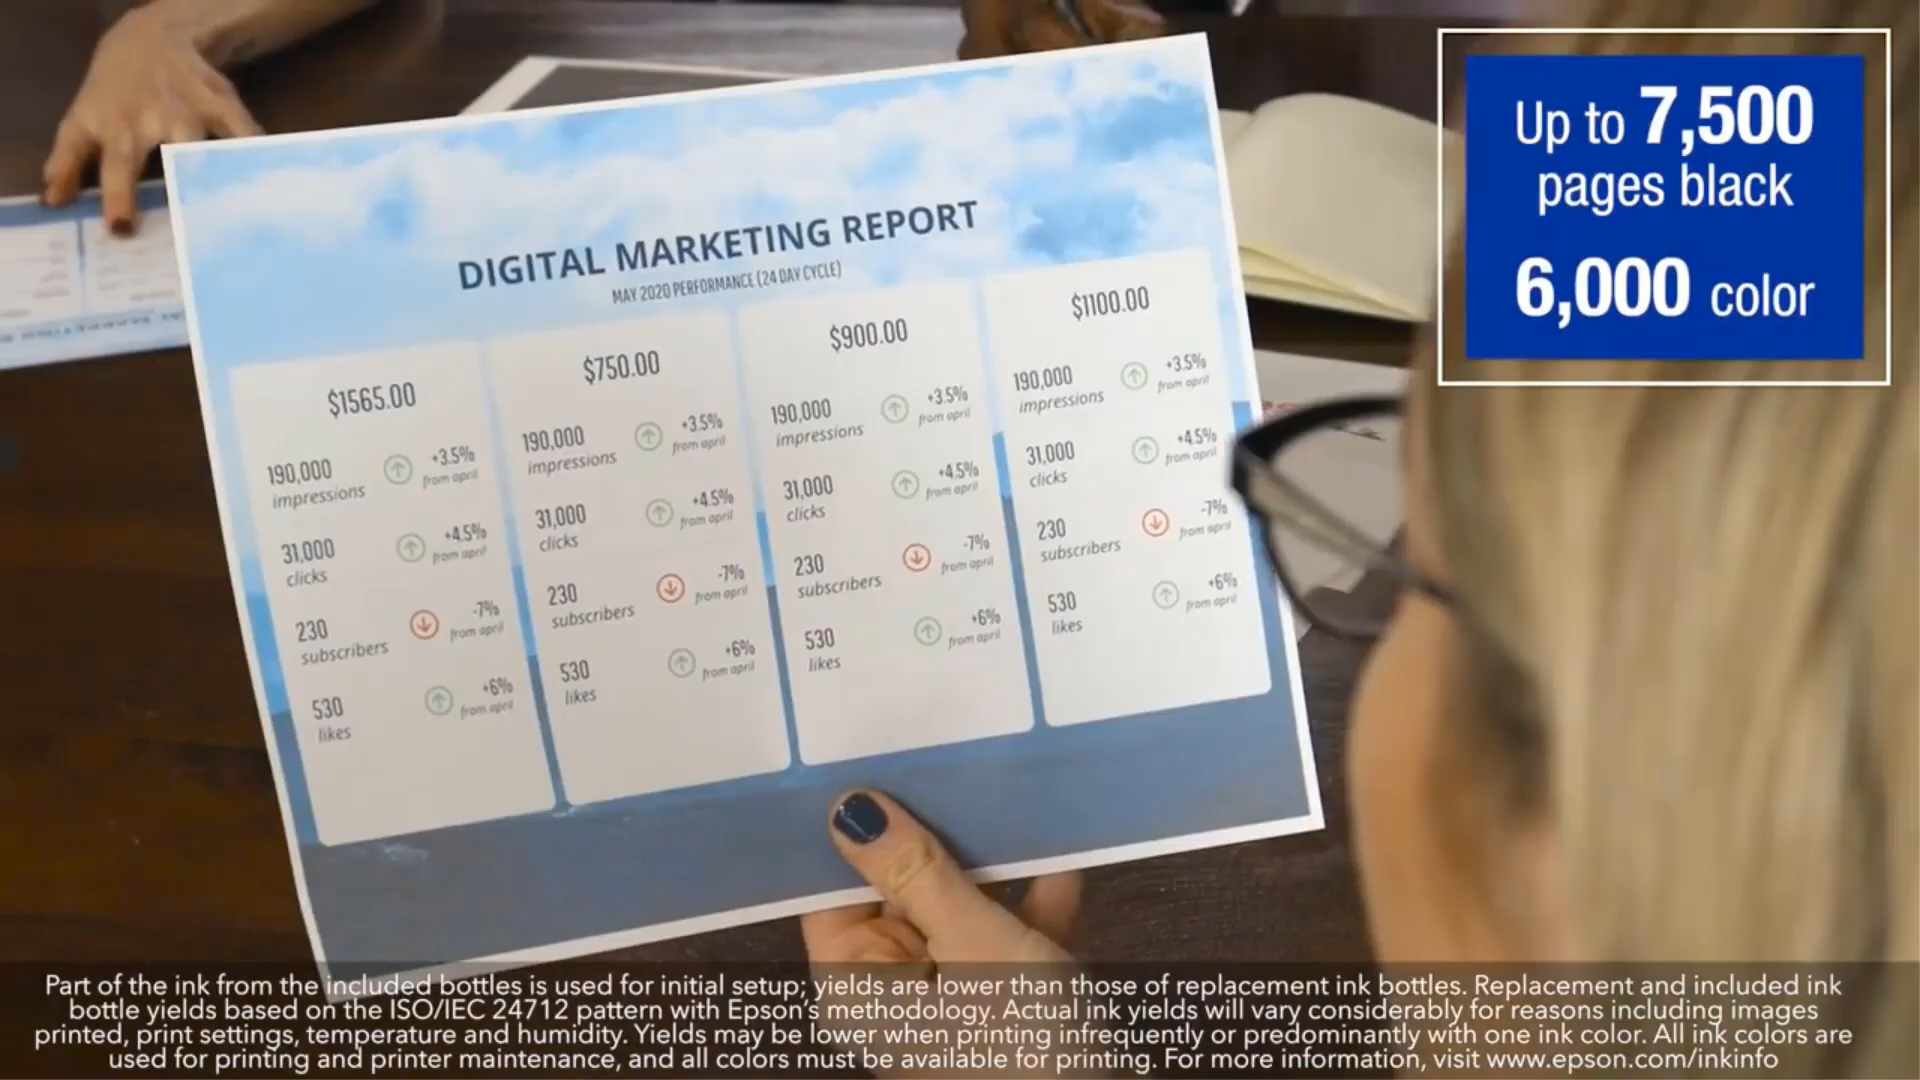 Up to 7,500
pages black
6,000 color
DIGITAL MARKETING REPORT
MAY 2020 PERFORMANCE (24 DAY CYCLE)
$1565.00
190,000
impressions
+3.5%
from april
31,000
clicks
+4.5%
from april
230
subscribers
-7%
from april
530
likes
+6%
from april
$750.00
190,000
impressions
+3.5%
from april
31,000
clicks
+4.5%
from april
230
subscribers
-7%
from april
530
likes
+6%
from april
$900.00
190,000
impressions
+3.5%
from april
31,000
clicks
+4.5%
from april
230
subscribers
-7%
from april
530
likes
+6%
from april
$1100.00
190,000
impressions
+3.5%
from april
31,000
clicks
+4.5%
from april
230
subscribers
-7%
from april
530
likes
+6%
from april
Part of the ink from the included bottles is used for initial setup; yields are lower than those of replacement ink bottles. Replacement and included ink
bottle yields based on the ISO/IEC 24712 pattern with Epson's methodology. Actual ink yields will vary considerably for reasons including images
printed, print settings, temperature and humidity. Yields may be lower when printing infrequently or predominantly with one ink color. All ink colors are
used for printing and printer maintenance, and all colors must be available for printing. For more information, visit www.epson.com/inkinfo